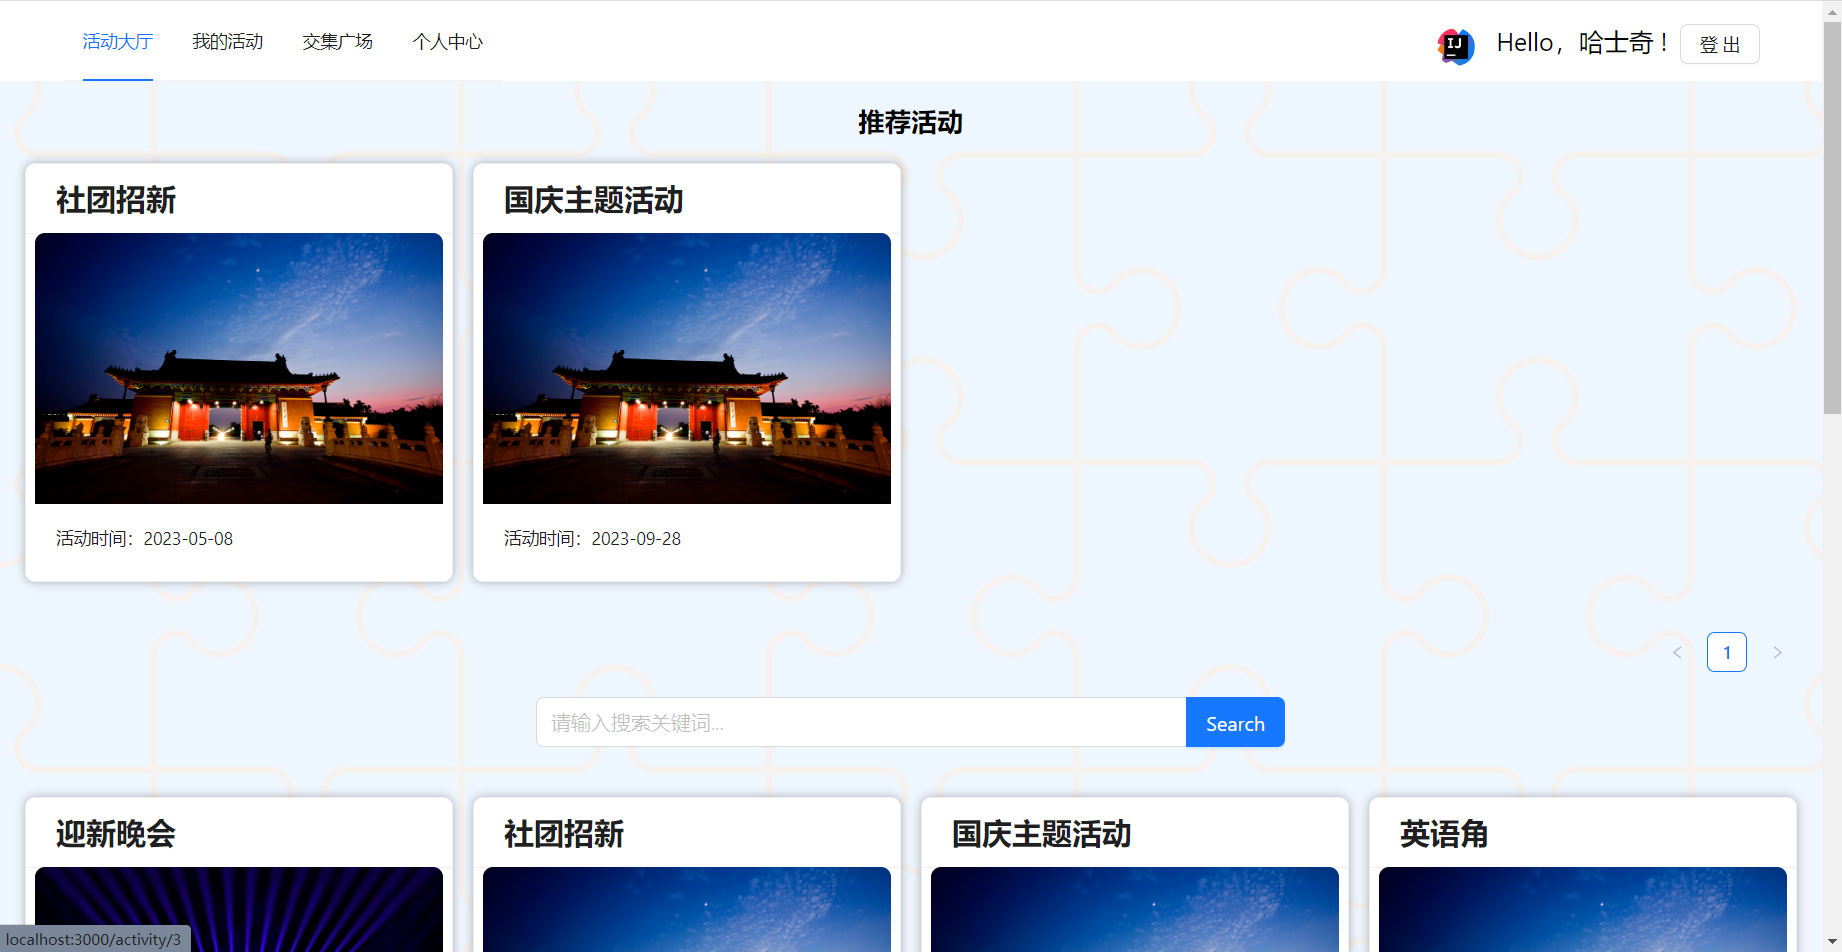 活动大厅 我的活动 交集广场 个人中心 IJ Hello，哈士奇！ 登 出
推荐活动
社团招新 国庆主题活动
活动时间：2023-05-08 活动时间：2023-09-28
1
请输入搜索关键词... Search
迎新晚会 社团招新 国庆主题活动 英语角
localhost:3000/activity/3